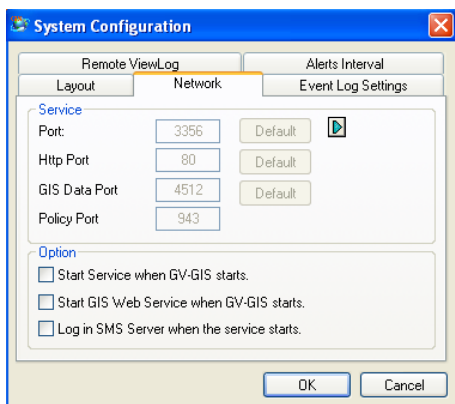 System Configuration
Remote ViewLog
Alerts Interval
Layout
Network
Event Log Settings
Service
Port: 3356 Default
Http Port 80 Default
GIS Data Port 4512 Default
Policy Port 943
Option
Start Service when GV-GIS starts.
Start GIS Web Service when GV-GIS starts.
Log in SMS Server when the service starts.
OK Cancel